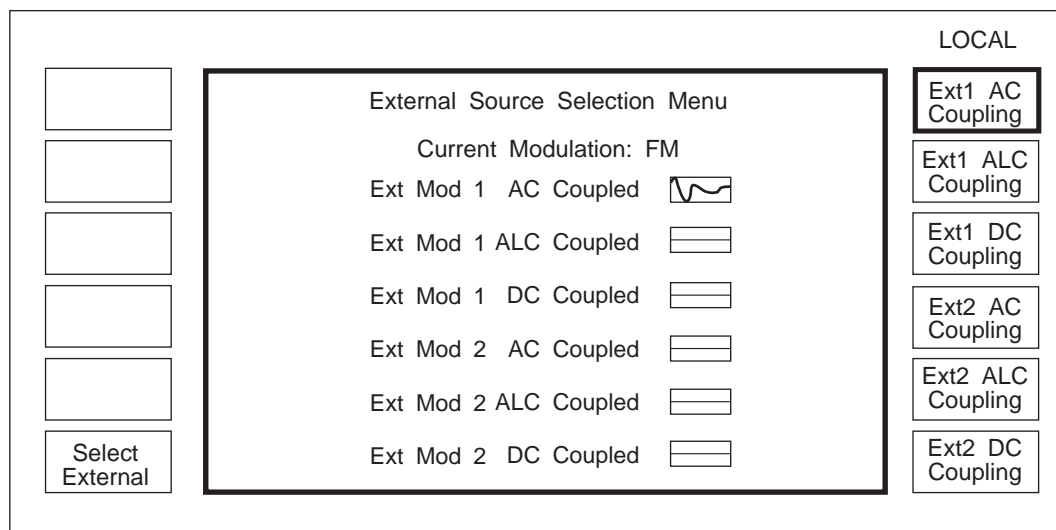 LOCAL
External Source Selection Menu
Current Modulation: FM
Ext Mod 1 AC Coupled
Ext Mod 1 ALC Coupled
Ext Mod 1 DC Coupled
Ext Mod 2 AC Coupled
Ext Mod 2 ALC Coupled
Ext Mod 2 DC Coupled
Select
External
Ext1 AC
Coupling
Ext1 ALC
Coupling
Ext1 DC
Coupling
Ext2 AC
Coupling
Ext2 ALC
Coupling
Ext2 DC
Coupling